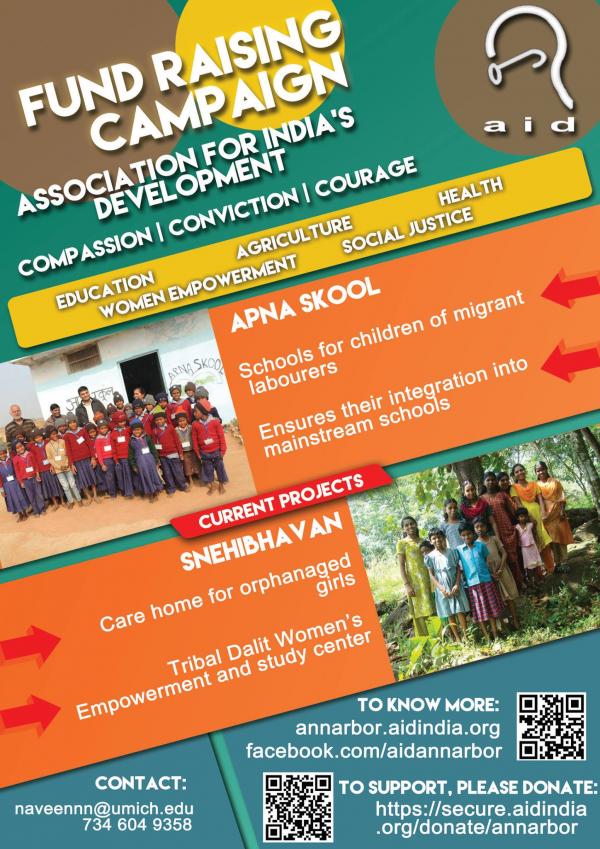 FUND RAISING
CAMPAIGN
aid
ASSOCIATION FOR INDIA'S
DEVELOPMENT
COMPASSION | CONVICTION | COURAGE
EDUCATION AGRICULTURE HEALTH
WOMEN EMPOWERMENT SOCIAL JUSTICE
APNA SKOOL
Schools for children of migrant
labourers
Ensures their integration into
mainstream schools
APNA SKOOL
CURRENT PROJECTS
SNEHIBHAVAN
Care home for orphanaged
girls
Tribal Dalit Women's
Empowerment and study center
TO KNOW MORE:
annarbor.aidindia.org
facebook.com/aidannarbor
CONTACT:
naveennn@umich.edu
734 604 9358
TO SUPPORT, PLEASE DONATE:
https://secure.aidindia
.org/donate/annarbor